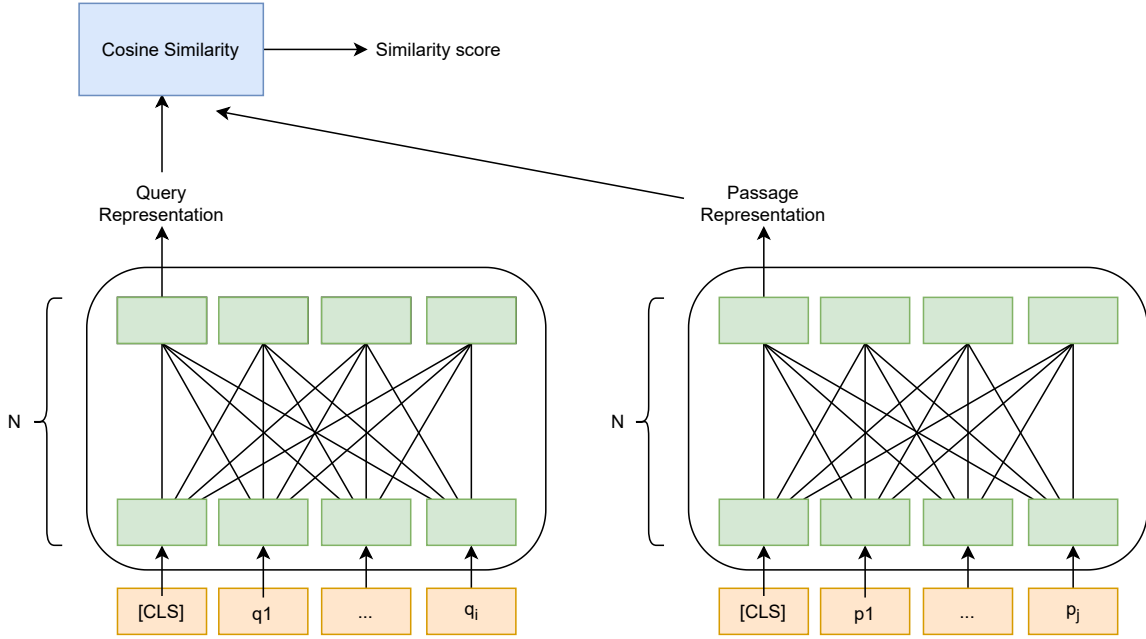 Cosine Similarity
Similarity score
Query
Representation
Passage
Representation
N
N
[CLS]
q1
...
qᵢ
[CLS]
p1
...
pⱼ